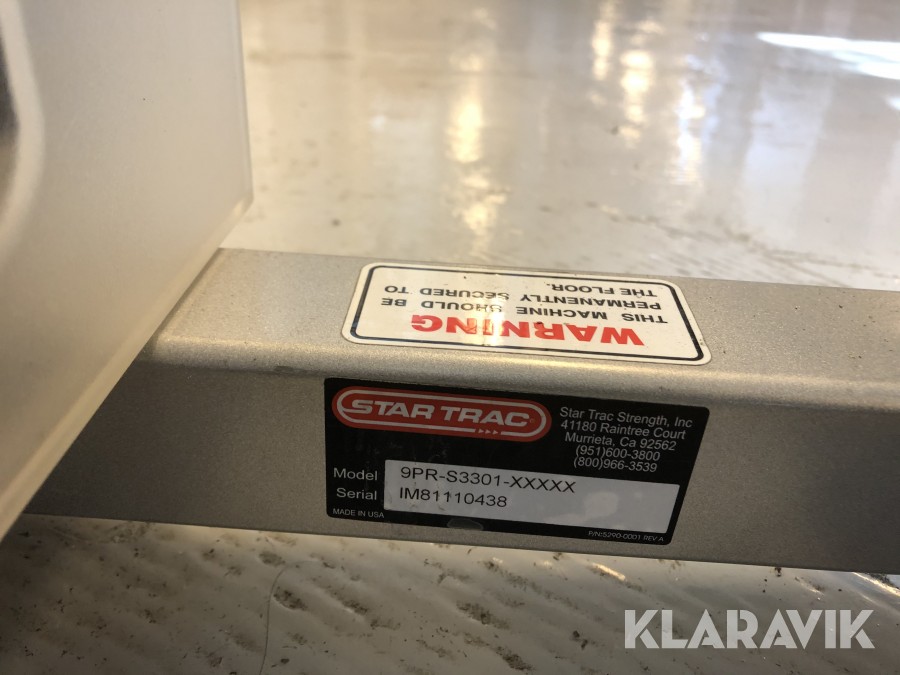 WARNING
THIS MACHINE SHOULD BE
PERMANENTLY SECURED TO
THE FLOOR.
STAR TRAC
Star Trac Strength, Inc
41180 Raintree Court
Murrieta, Ca 92562
(951)600-3800
(800)966-3539
Model 9PR-S3301-XXXXX
Serial IM81110438
MADE IN USA
P/N:5290-0001 REV A
KLARAVIK